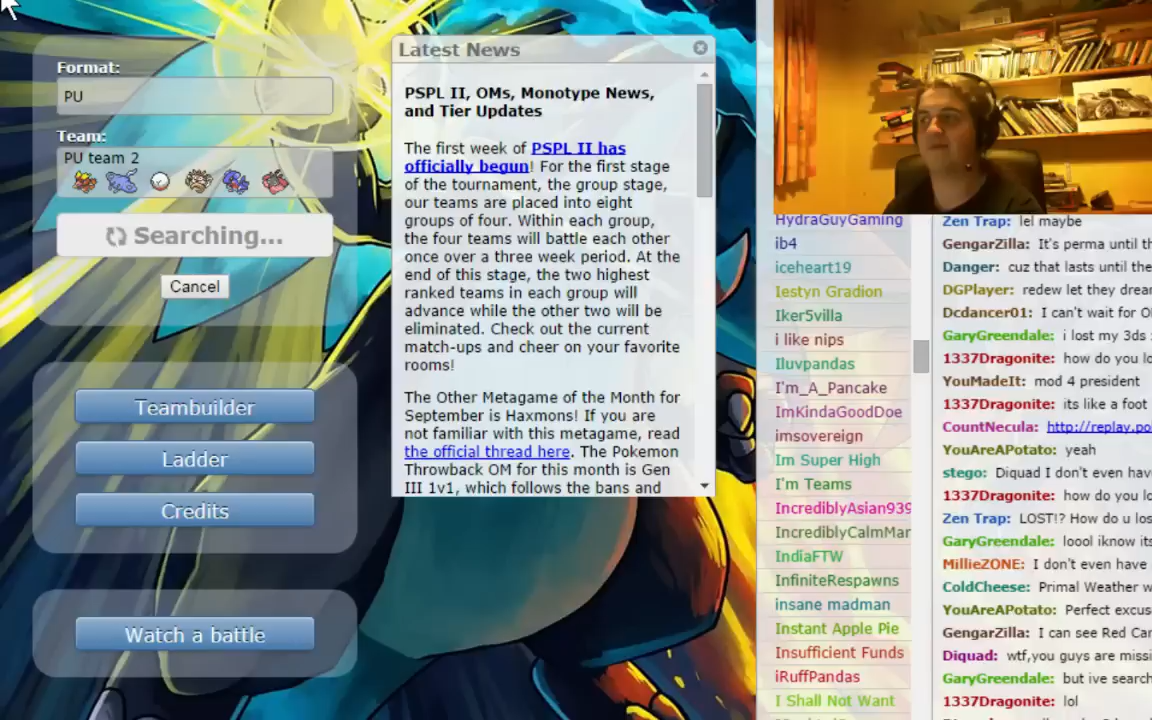 Format:
PU
Team:
PU team 2
Searching...
Cancel
Teambuilder
Ladder
Credits
Watch a battle
Latest News
PSPL II, OMs, Monotype News,
and Tier Updates
The first week of PSPL II has
officially begun! For the first stage
of the tournament, the group stage,
our teams are placed into eight
groups of four. Within each group,
the four teams will battle each other
once over a three week period. At the
end of this stage, the two highest
ranked teams in each group will
advance while the other two will be
eliminated. Check out the current
match-ups and cheer on your favorite
rooms!
The Other Metagame of the Month for
September is Haxmons! If you are
not familiar with this metagame, read
the official thread here. The Pokemon
Throwback OM for this month is Gen
III 1v1, which follows the bans and
HydraGuyGaming
ib4
iceheart19
Iestyn Gradion
Iker5villa
i like nips
Iluvpandas
I'm_A_Pancake
ImKindaGoodDoe
imsovereign
Im Super High
I'm Teams
IncrediblyAsian939
IncrediblyCalmMar
IndiaFTW
InfiniteRespawns
insane madman
Instant Apple Pie
Insufficient Funds
iRuffPandas
I Shall Not Want
Zen Trap: lel maybe
GengarZilla: It's perma until th
Danger: cuz that lasts until the
DGPlayer: redew let they drea
Dcdancer01: I can't wait for O
GaryGreendale: i lost my 3ds
1337Dragonite: how do you lo
YouMadeIt: mod 4 president
1337Dragonite: its like a foot
CountNecula: http://replay.po
YouAreAPotato: yeah
stego: Diquad I don't even hav
1337Dragonite: how do you lo
Zen Trap: LOST!? How do u los
GaryGreendale: loool iknow its
MillieZONE: I don't even have
ColdCheese: Primal Weather w
YouAreAPotato: Perfect excus
GengarZilla: I can see Red Car
Diquad: wtf,you guys are missi
GaryGreendale: but ive search
1337Dragonite: lol